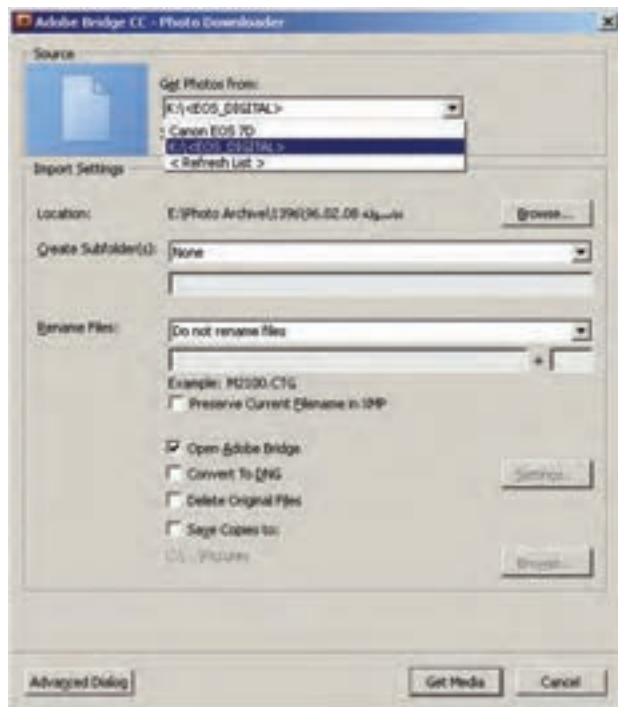 Adobe Bridge CC - Photo Downloader
Source
Get Photos from:
K:\<EOS_DIGITAL>
Canon EOS 7D
K:\<EOS_DIGITAL>
< Refresh List >
Import Settings
Location: E:\Photo Archive\1396\96.02.08 ماسوله Browse...
Create Subfolder(s): None
Rename Files: Do not rename files
+
Example: M2100.CTG
Preserve Current Filename in XMP
Open Adobe Bridge
Convert To DNG Settings...
Delete Original Files
Save Copies to:
C:\...\Pictures Browse...
Advanced Dialog Get Media Cancel